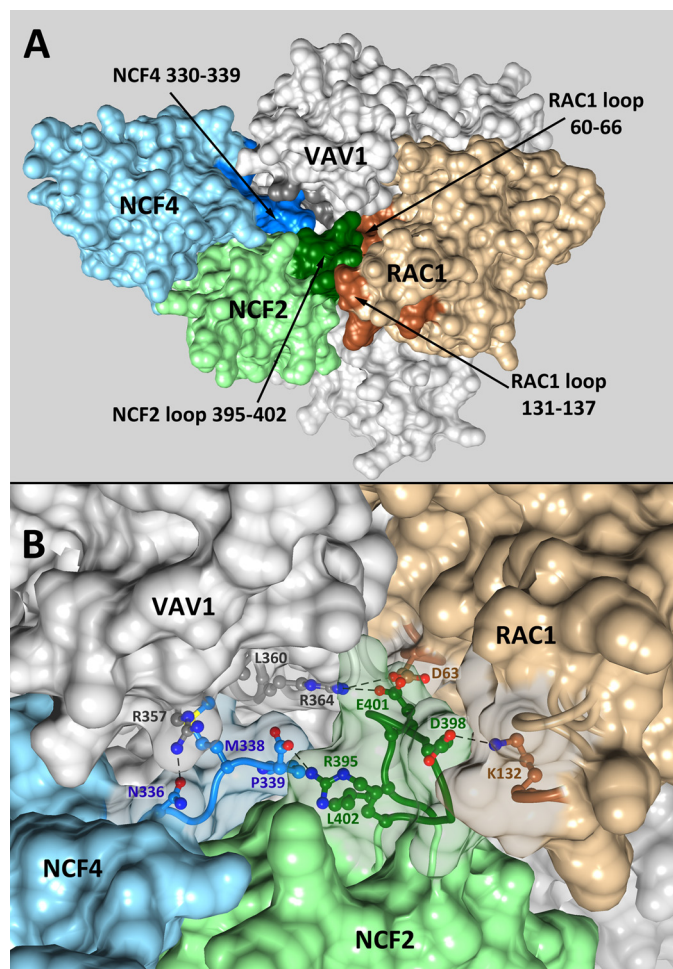 A
NCF4 330-339
RAC1 loop
60-66
VAV1
NCF4
RAC1
NCF2
RAC1 loop
131-137
NCF2 loop 395-402
B
VAV1
RAC1
L360
D63
R364
E401
R357
D398
M338
R395
P339
K132
N336
L402
NCF4
NCF2